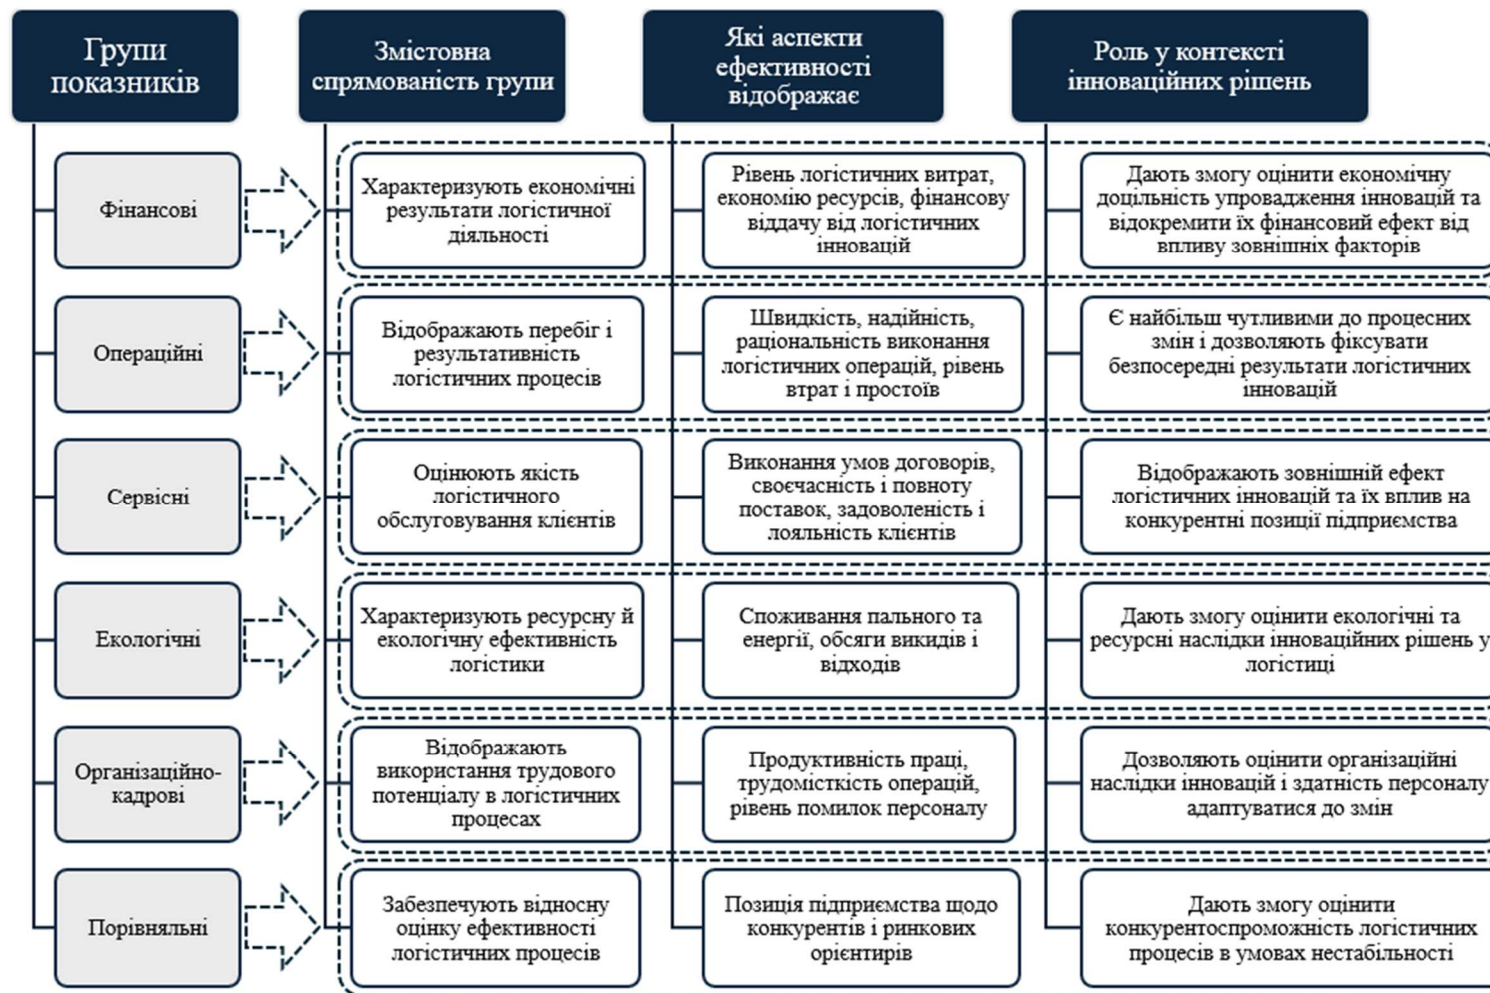 Групи
показників
Змістовна
спрямованість групи
Які аспекти
ефективності
відображає
Роль у контексті
інноваційних рішень
Фінансові
Характеризують економічні
результати логістичної
діяльності
Рівень логістичних витрат,
економію ресурсів, фінансову
віддачу від логістичних
інновацій
Дають змогу оцінити економічну
доцільність упровадження інновацій та
відокремити їх фінансовий ефект від
впливу зовнішніх факторів
Операційні
Відображають перебіг і
результативність
логістичних процесів
Швидкість, надійність,
раціональність виконання
логістичних операцій, рівень
втрат і простоїв
Є найбільш чутливими до процесних
змін і дозволяють фіксувати
безпосередні результати логістичних
інновацій
Сервісні
Оцінюють якість
логістичного
обслуговування клієнтів
Виконання умов договорів,
своєчасність і повноту
поставок, задоволеність і
лояльність клієнтів
Відображають зовнішній ефект
логістичних інновацій та їх вплив на
конкурентні позиції підприємства
Екологічні
Характеризують ресурсну й
екологічну ефективність
логістики
Споживання пального та
енергії, обсяги викидів і
відходів
Дають змогу оцінити екологічні та
ресурсні наслідки інноваційних рішень у
логістиці
Організаційно-
кадрові
Відображають
використання трудового
потенціалу в логістичних
процесах
Продуктивність праці,
трудомісткість операцій,
рівень помилок персоналу
Дозволяють оцінити організаційні
наслідки інновацій і здатність персоналу
адаптуватися до змін
Порівняльні
Забезпечують відносну
оцінку ефективності
логістичних процесів
Позиція підприємства щодо
конкурентів і ринкових
орієнтирів
Дають змогу оцінити
конкурентоспроможність логістичних
процесів в умовах нестабільності